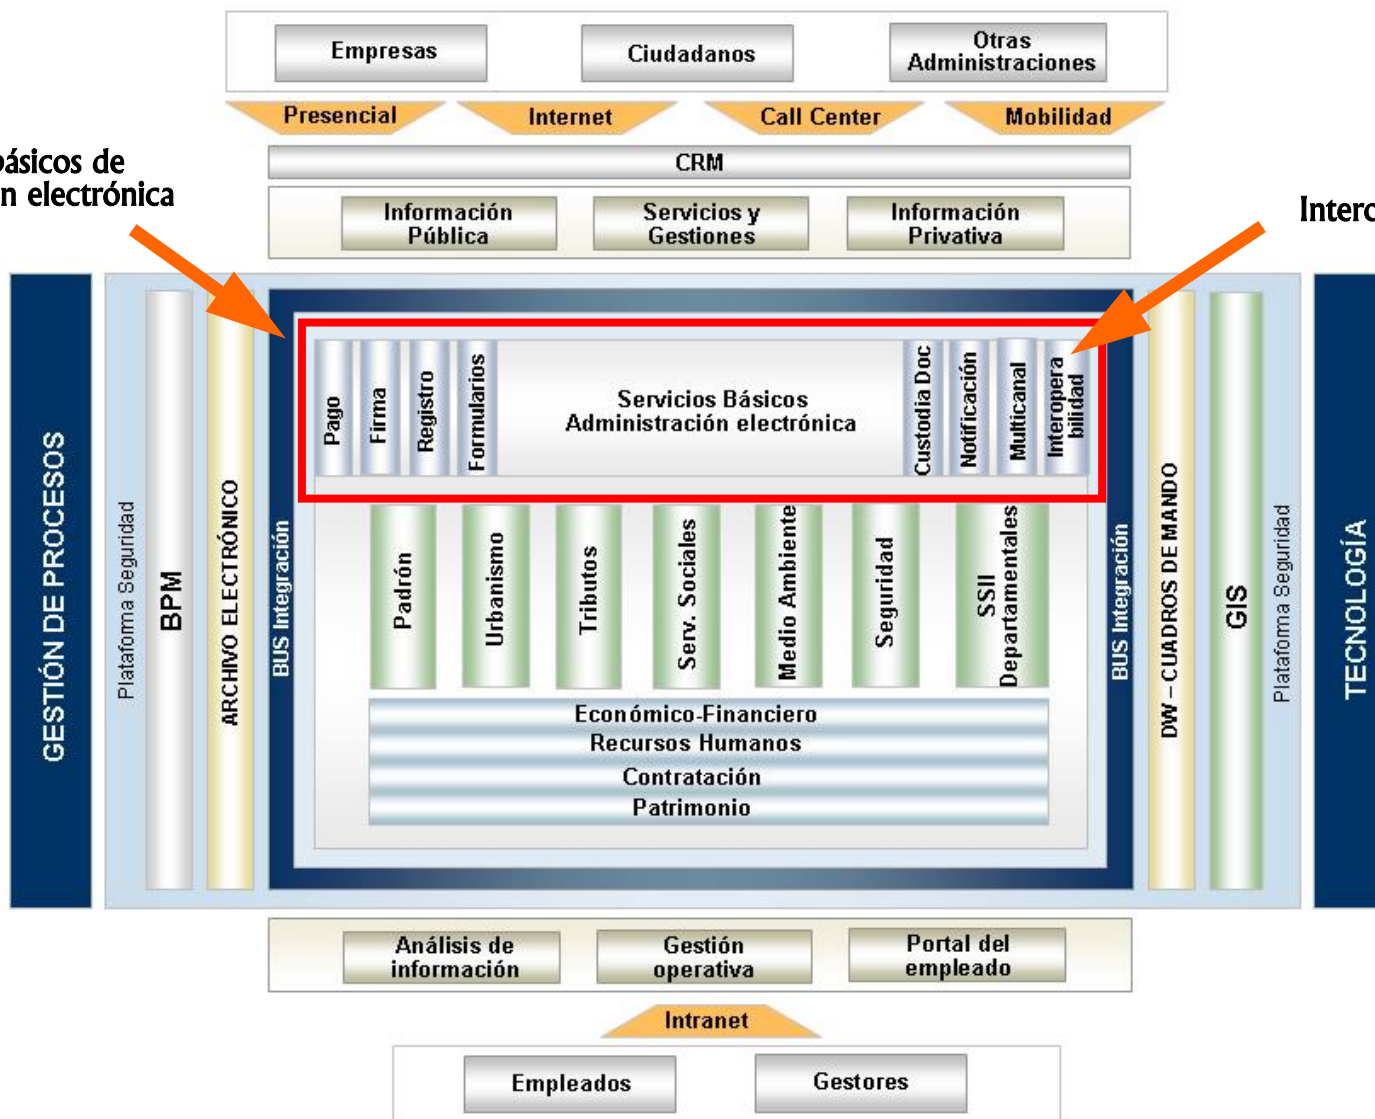 Empresas
Ciudadanos
Otras
Administraciones
Presencial
Internet
Call Center
Mobilidad
básicos de
n electrónica
CRM
Interc
Información
Pública
Servicios y
Gestiones
Información
Privativa
GESTIÓN DE PROCESOS
Plataforma Seguridad
BPM
ARCHIVO ELECTRÓNICO
BUS Integración
Pago
Firma
Registro
Formularios
Servicios Básicos
Administración electrónica
Custodia Doc
Notificación
Multicanal
Interopera
bilidad
Padrón
Urbanismo
Tributos
Serv. Sociales
Medio Ambiente
Seguridad
SSII
Departamentales
Económico-Financiero
Recursos Humanos
Contratación
Patrimonio
BUS Integración
DW – CUADROS DE MANDO
GIS
Plataforma Seguridad
TECNOLOGÍA
Análisis de
información
Gestión
operativa
Portal del
empleado
Intranet
Empleados
Gestores